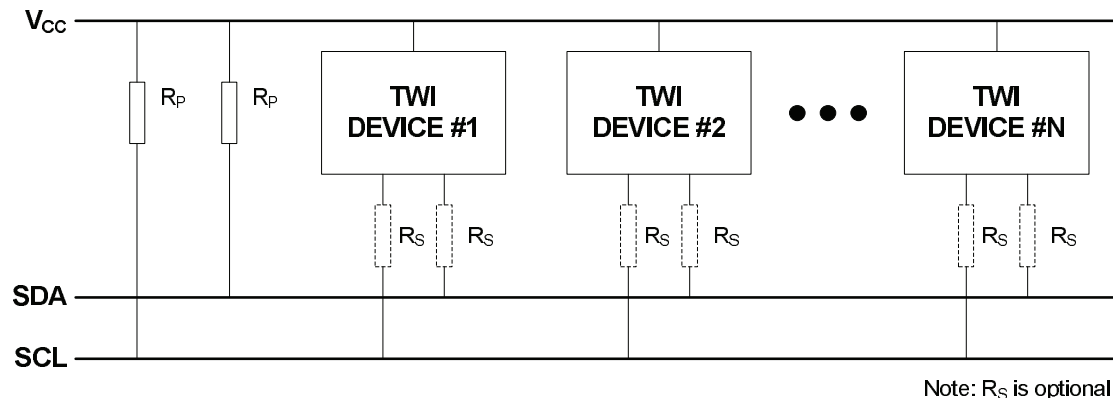 VCC
RP RP
TWI DEVICE #1
TWI DEVICE #2
TWI DEVICE #N
RS RS RS RS RS RS
SDA
SCL
Note: RS is optional